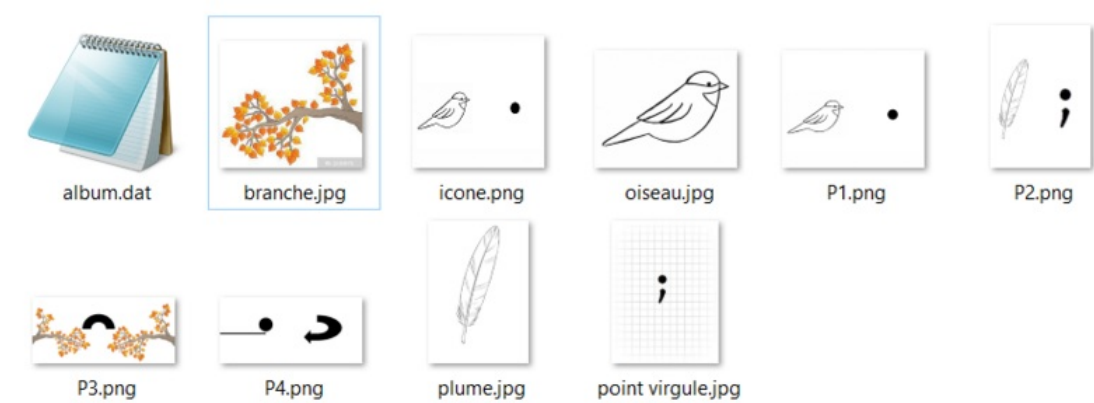 album.dat
branche.jpg
icone.png
oiseau.jpg
P1.png
P2.png
P3.png
P4.png
plume.jpg
point virgule.jpg